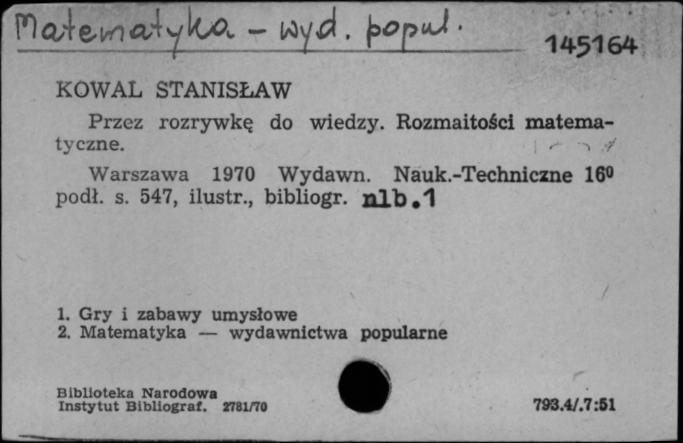 Matematyka – wyd. popul.
145164
KOWAL STANISŁAW
Przez rozrywkę do wiedzy. Rozmaitości matema-
tyczne.
Warszawa 1970 Wydawn. Nauk.-Techniczne 16⁰
podł. s. 547, ilustr., bibliogr. nlb.1
1. Gry i zabawy umysłowe
2. Matematyka — wydawnictwa popularne
Biblioteka Narodowa
Instytut Bibliograf. 2781/70
793.4/.7:51